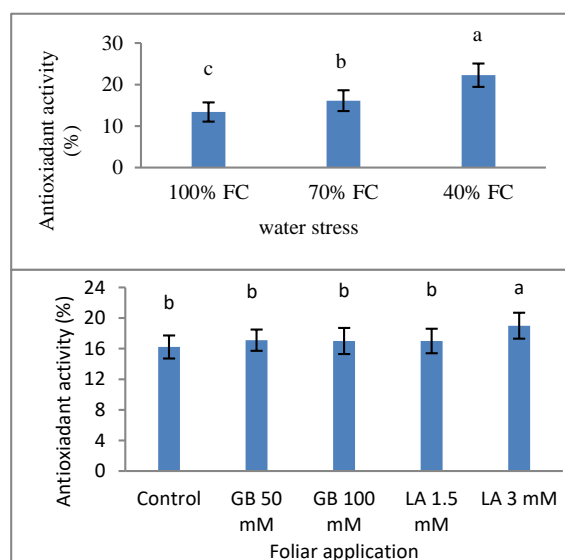 Antioxiadant activity
(%)
30
20
10
0
c
b
a
100% FC
70% FC
40% FC
water stress
Antioxiadant activity (%)
24
20
16
12
8
4
0
b
b
b
b
a
Control
GB 50
mM
GB 100
mM
LA 1.5
mM
LA 3 mM
Foliar application